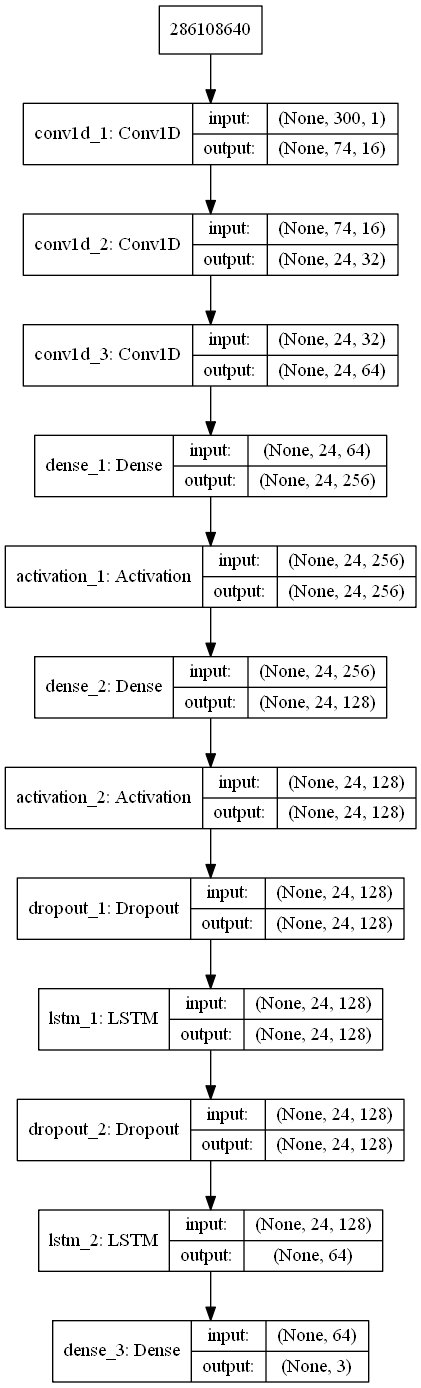 286108640
conv1d_1: Conv1D
input: (None, 300, 1)
output: (None, 74, 16)
conv1d_2: Conv1D
input: (None, 74, 16)
output: (None, 24, 32)
conv1d_3: Conv1D
input: (None, 24, 32)
output: (None, 24, 64)
dense_1: Dense
input: (None, 24, 64)
output: (None, 24, 256)
activation_1: Activation
input: (None, 24, 256)
output: (None, 24, 256)
dense_2: Dense
input: (None, 24, 256)
output: (None, 24, 128)
activation_2: Activation
input: (None, 24, 128)
output: (None, 24, 128)
dropout_1: Dropout
input: (None, 24, 128)
output: (None, 24, 128)
lstm_1: LSTM
input: (None, 24, 128)
output: (None, 24, 128)
dropout_2: Dropout
input: (None, 24, 128)
output: (None, 24, 128)
lstm_2: LSTM
input: (None, 24, 128)
output: (None, 64)
dense_3: Dense
input: (None, 64)
output: (None, 3)